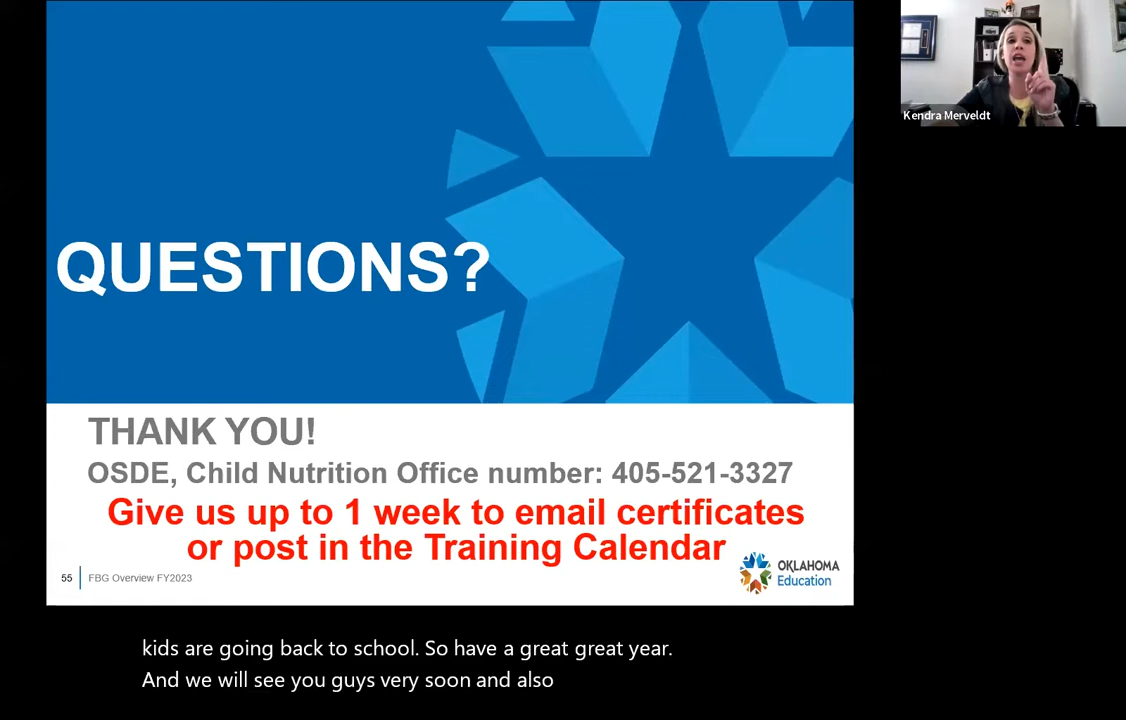 Kendra Merveldt
QUESTIONS?
THANK YOU!
OSDE, Child Nutrition Office number: 405-521-3327
Give us up to 1 week to email certificates
or post in the Training Calendar
55
FBG Overview FY2023
OKLAHOMA
Education
kids are going back to school. So have a great great year.
And we will see you guys very soon and also